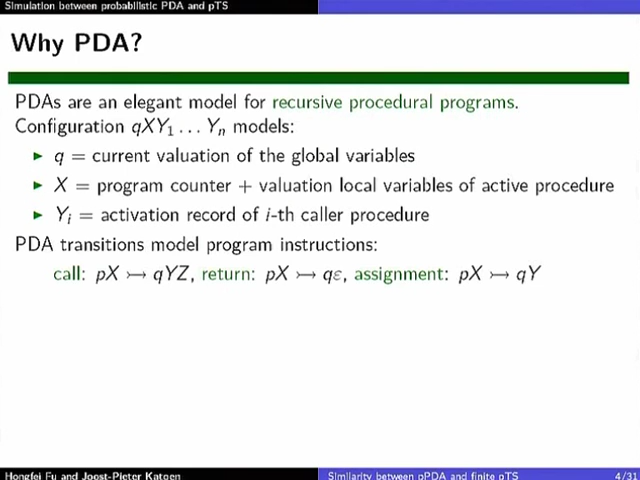 Simulation between probabilistic PDA and pTS
Why PDA?
PDAs are an elegant model for recursive procedural programs.
Configuration qXY₁ … Yₙ models:
► q = current valuation of the global variables
► X = program counter + valuation local variables of active procedure
► Yᵢ = activation record of i-th caller procedure
PDA transitions model program instructions:
call: pX ↣ qYZ, return: pX ↣ qε, assignment: pX ↣ qY
Hongfei Fu and Joost-Pieter Katoen
Similarity between pPDA and finite pTS
4/31